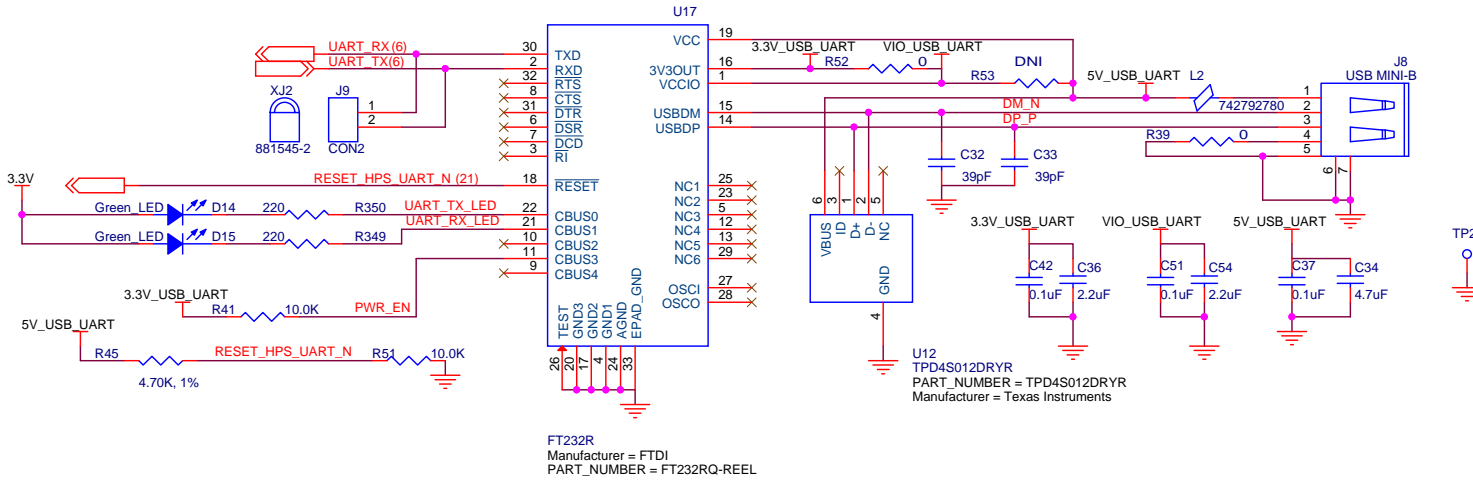 U17
UART_RX (6)
UART_TX(6)
30
2
32
8
31
6
7
3
TXD
RXD
RTS
CTS
DTR
DSR
DCD
RI
XJ2
881545-2
J9
1
2
CON2
3.3V
RESET_HPS_UART_N (21)
18
RESET
Green_LED
D14
220
R350
UART_TX_LED
22
CBUS0
Green_LED
D15
220
R349
UART_RX_LED
21
CBUS1
10
CBUS2
11
CBUS3
9
CBUS4
3.3V_USB_UART
R41
10.0K
PWR_EN
5V_USB_UART
R45
4.70K, 1%
RESET_HPS_UART_N
R51
10.0K
TEST
GND3
GND2
GND1
AGND
EPAD_GND
26
20
17
4
24
33
FT232R
Manufacturer = FTDI
PART_NUMBER = FT232RQ-REEL
VCC
19
3V3OUT
16
VCCIO
1
USBDM
15
USBDP
14
NC1
25
NC2
23
NC3
5
NC4
12
NC5
13
NC6
29
OSCI
27
OSCO
28
3.3V_USB_UART
R52
0
VIO_USB_UART
R53
DNI
5V_USB_UART
L2
742792780
DM_N
DP_P
R39
0
J8
USB MINI-B
1
2
3
4
5
6
7
C32
39pF
C33
39pF
6
3
1
2
5
VBUS
ID
D+
D-
NC
GND
4
U12
TPD4S012DRYR
PART_NUMBER = TPD4S012DRYR
Manufacturer = Texas Instruments
3.3V_USB_UART
C42
0.1uF
C36
2.2uF
VIO_USB_UART
C51
0.1uF
C54
2.2uF
5V_USB_UART
C37
0.1uF
C34
4.7uF